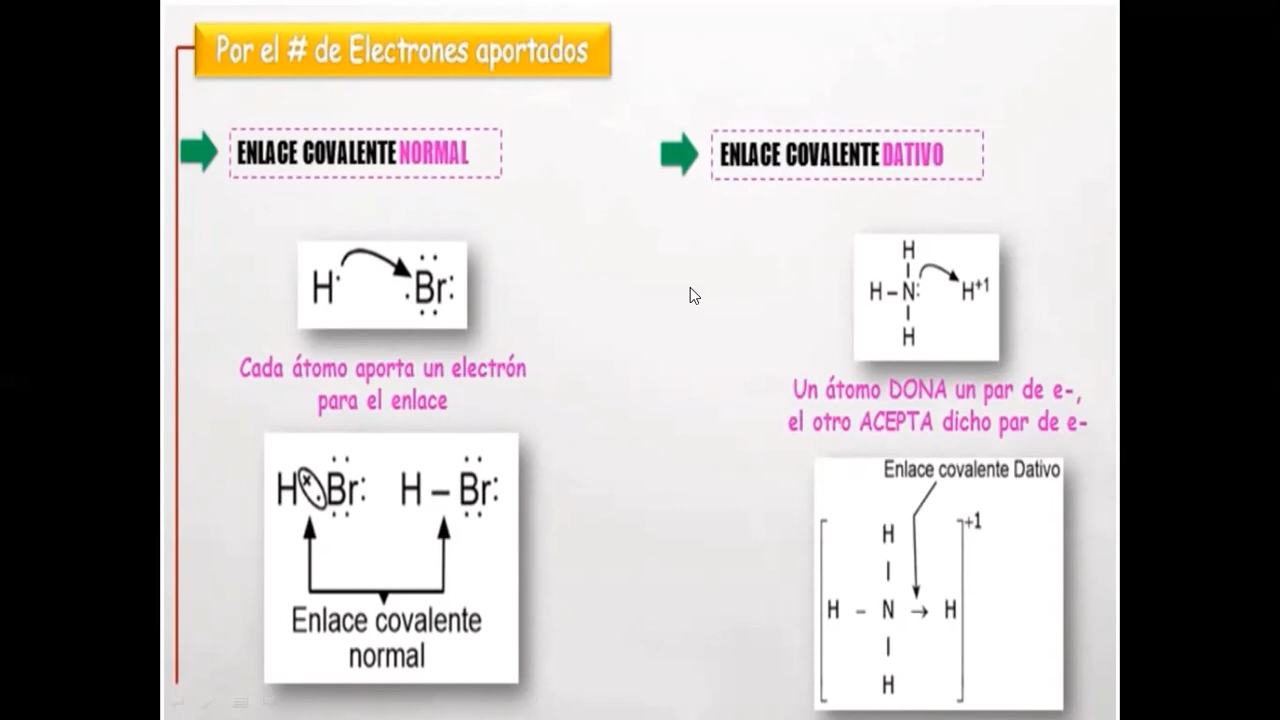 Por el # de Electrones aportados
ENLACE COVALENTE NORMAL
H· ·Br:
Cada átomo aporta un electrón
para el enlace
H Br: H – Br:
Enlace covalente
normal
ENLACE COVALENTE DATIVO
H
H – N: H+1
H
Un átomo DONA un par de e-,
el otro ACEPTA dicho par de e-
Enlace covalente Dativo
+1
H
H – N → H
H